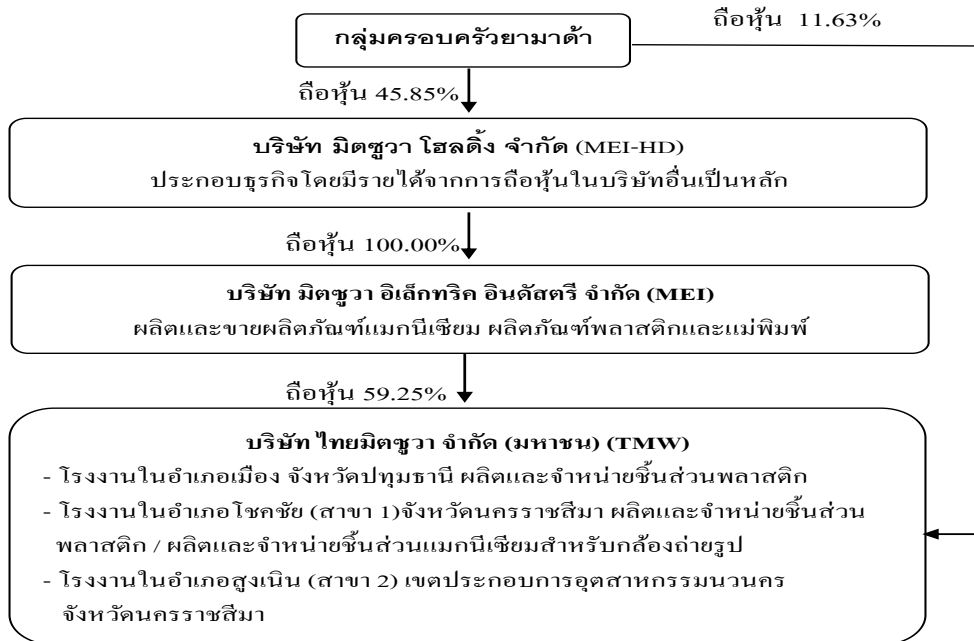 ถือหุ้น 11.63%
กลุ่มครอบครัวยามาด้า
ถือหุ้น 45.85%
บริษัท มิตซูวา โฮลดิ้ง จำกัด (MEI-HD)
ประกอบธุรกิจโดยมีรายได้จากการถือหุ้นในบริษัทอื่นเป็นหลัก
ถือหุ้น 100.00%
บริษัท มิตซูวา อิเล็กทริค อินดัสตรี จำกัด (MEI)
ผลิตและขายผลิตภัณฑ์แมกนีเซียม ผลิตภัณฑ์พลาสติกและแม่พิมพ์
ถือหุ้น 59.25%
บริษัท ไทยมิตซูวา จำกัด (มหาชน) (TMW)
- โรงงานในอำเภอเมือง จังหวัดปทุมธานี ผลิตและจำหน่ายชิ้นส่วนพลาสติก
- โรงงานในอำเภอโชคชัย (สาขา 1)จังหวัดนครราชสีมา ผลิตและจำหน่ายชิ้นส่วน
พลาสติก / ผลิตและจำหน่ายชิ้นส่วนแมกนีเซียมสำหรับกล้องถ่ายรูป
- โรงงานในอำเภอสูงเนิน (สาขา 2) เขตประกอบการอุตสาหกรรมนวนคร
จังหวัดนครราชสีมา